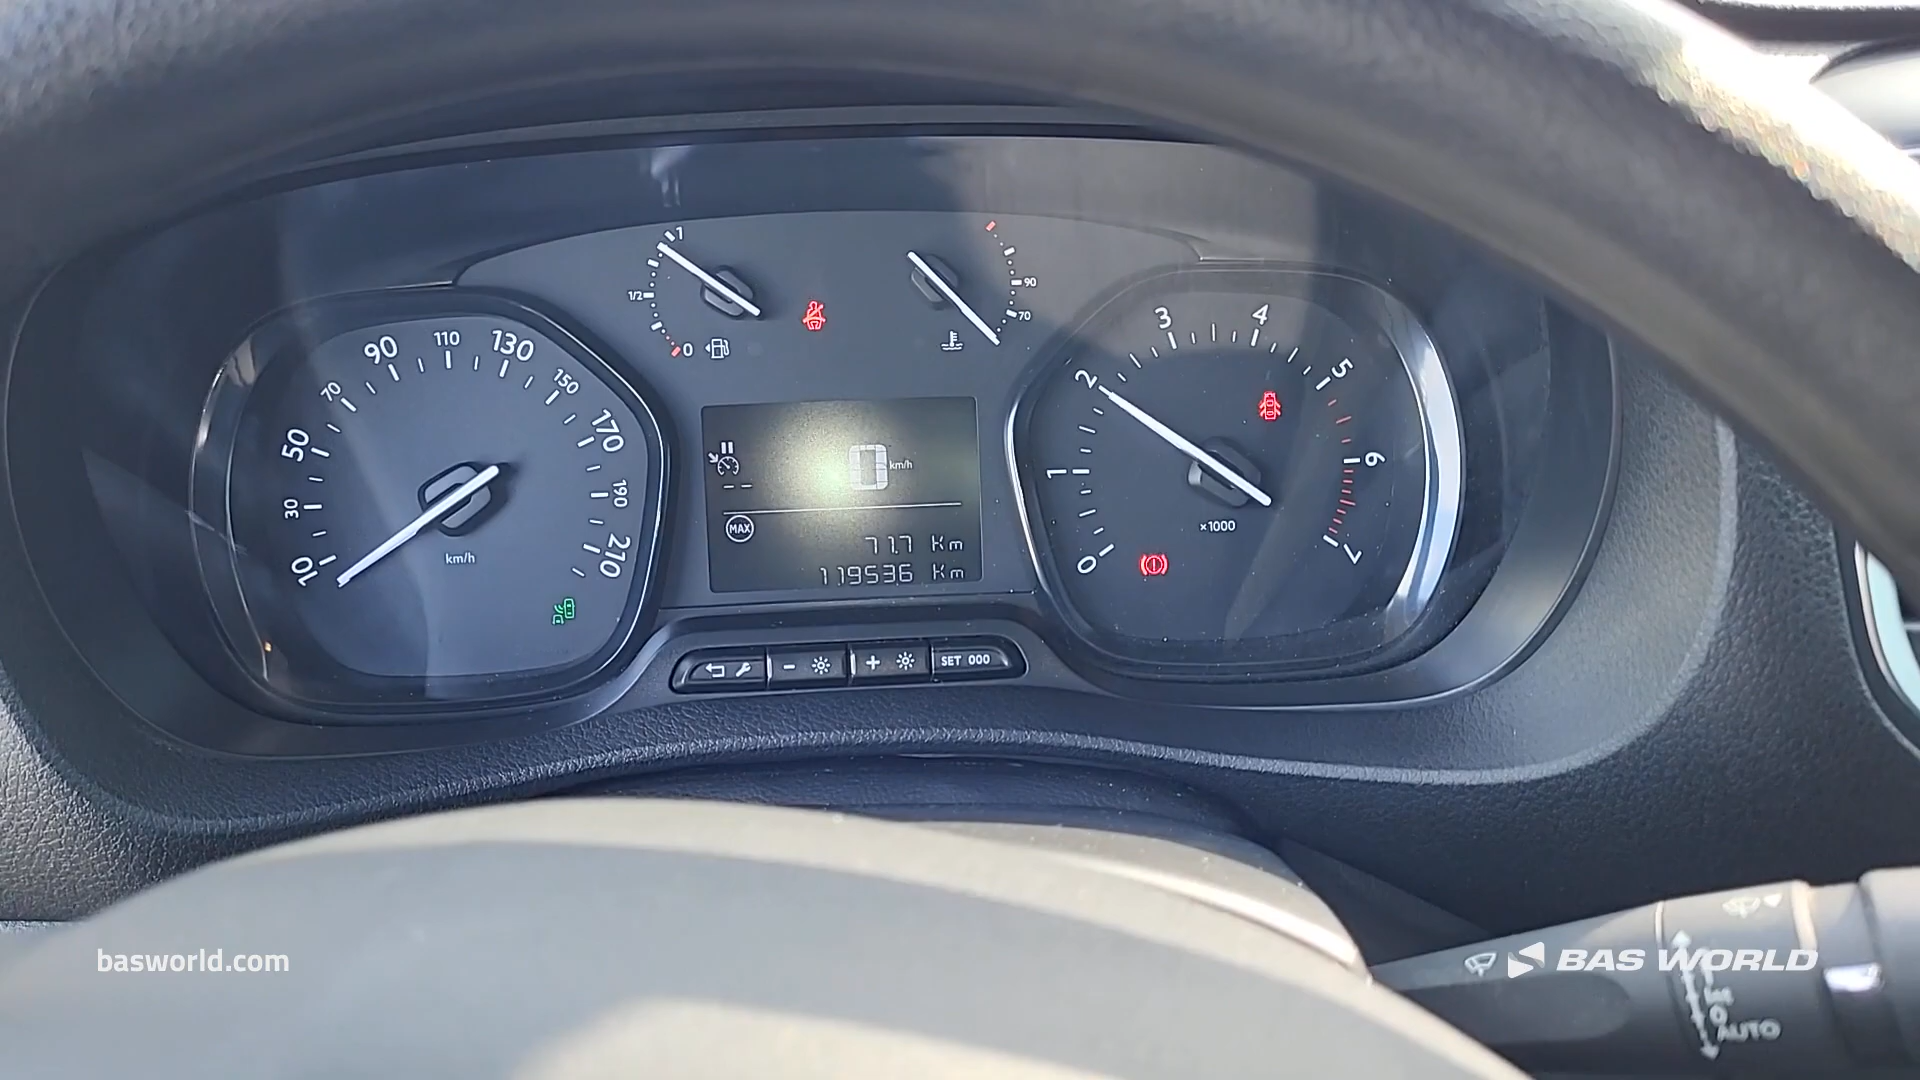 1
1/2
0
90
70
10
30
50
70
90
110
130
150
170
190
210
km/h
0 km/h
MAX
71.7 Km
119536 Km
0
1
2
3
4
5
6
7
×1000
SET 000
basworld.com
BAS WORLD
0
AUTO